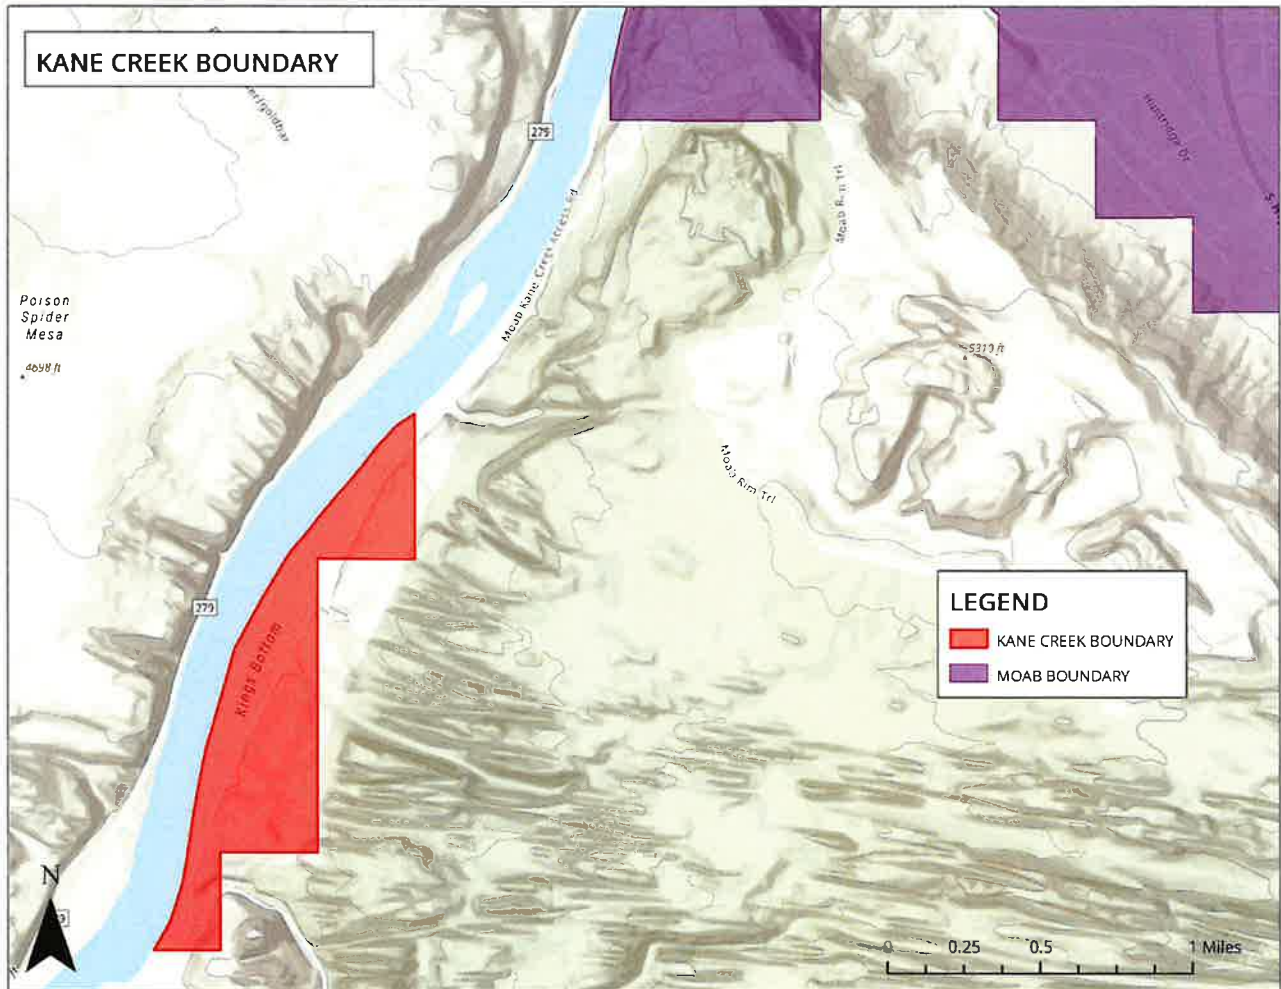 KANE CREEK BOUNDARY
279
Huntridge Dr
Moab Rim Trl
Moab Kane Creek Access Rd
Poison
Spider
Mesa
4698 ft
5310 ft
Moab Rim Trl
279
Kings Bottom
LEGEND
KANE CREEK BOUNDARY
MOAB BOUNDARY
N
0 0.25 0.5 1 Miles